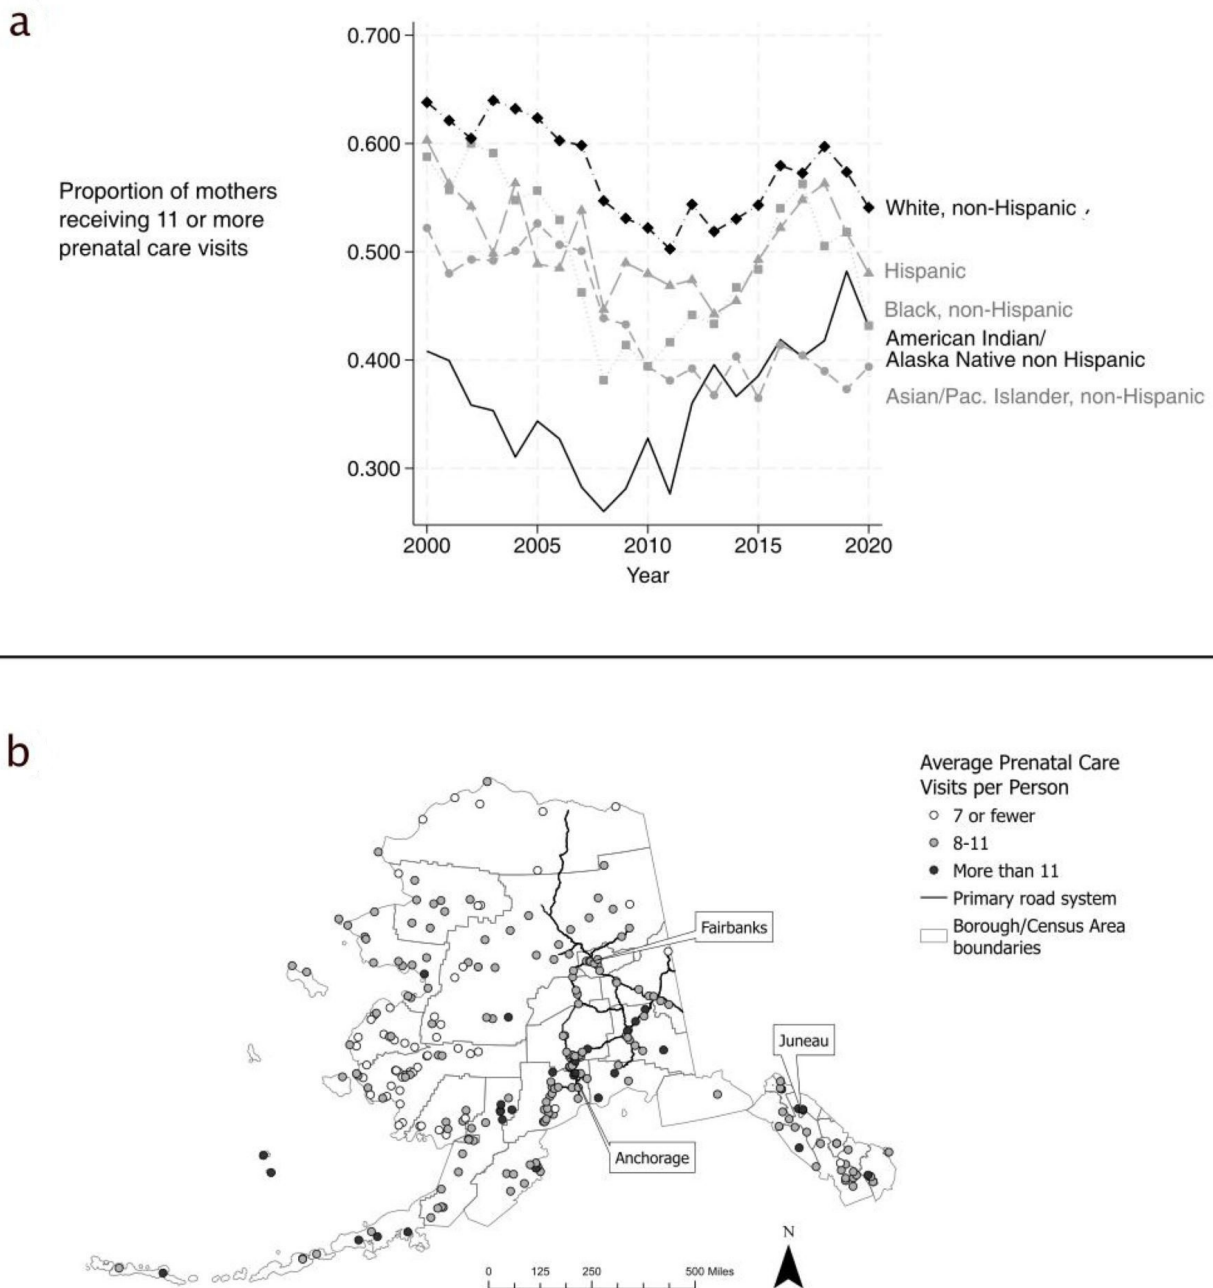 a
0.700
0.600
0.500
0.400
0.300
Proportion of mothers
receiving 11 or more
prenatal care visits
White, non-Hispanic
Hispanic
Black, non-Hispanic
American Indian/
Alaska Native non Hispanic
Asian/Pac. Islander, non-Hispanic
2000 2005 2010 2015 2020
Year
b
Average Prenatal Care
Visits per Person
7 or fewer
8-11
More than 11
Primary road system
Borough/Census Area
boundaries
Fairbanks
Juneau
Anchorage
N
0 125 250 500 Miles